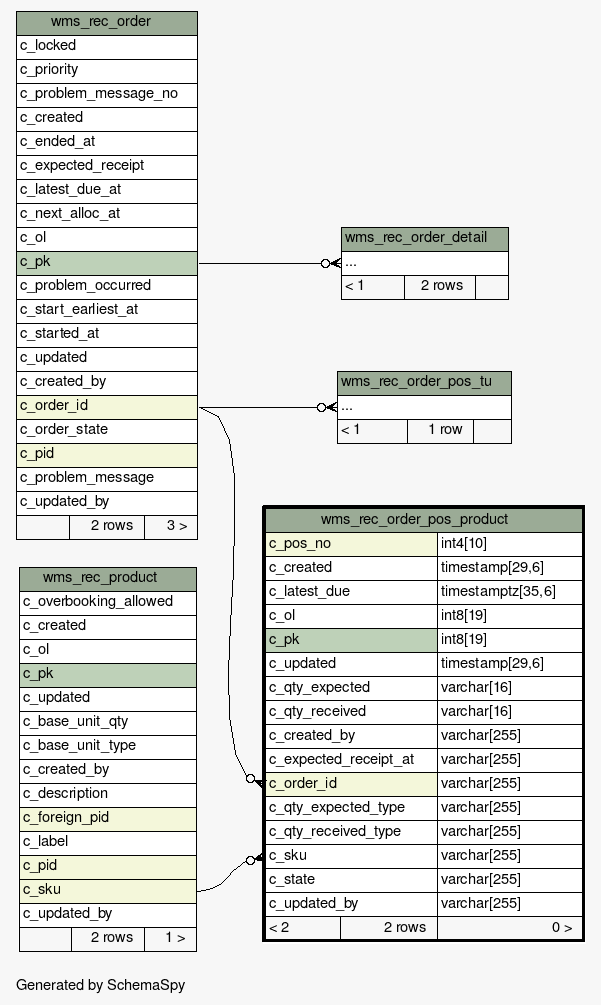 wms_rec_order
c_locked
c_priority
c_problem_message_no
c_created
c_ended_at
c_expected_receipt
c_latest_due_at
c_next_alloc_at
c_ol
c_pk
c_problem_occurred
c_start_earliest_at
c_started_at
c_updated
c_created_by
c_order_id
c_order_state
c_pid
c_problem_message
c_updated_by
2 rows 3 >
wms_rec_order_detail
...
< 1 2 rows
wms_rec_order_pos_tu
...
< 1 1 row
wms_rec_order_pos_product
c_pos_no int4[10]
c_created timestamp[29,6]
c_latest_due timestamptz[35,6]
c_ol int8[19]
c_pk int8[19]
c_updated timestamp[29,6]
c_qty_expected varchar[16]
c_qty_received varchar[16]
c_created_by varchar[255]
c_expected_receipt_at varchar[255]
c_order_id varchar[255]
c_qty_expected_type varchar[255]
c_qty_received_type varchar[255]
c_sku varchar[255]
c_state varchar[255]
c_updated_by varchar[255]
< 2 2 rows 0 >
wms_rec_product
c_overbooking_allowed
c_created
c_ol
c_pk
c_updated
c_base_unit_qty
c_base_unit_type
c_created_by
c_description
c_foreign_pid
c_label
c_pid
c_sku
c_updated_by
2 rows 1 >
Generated by SchemaSpy